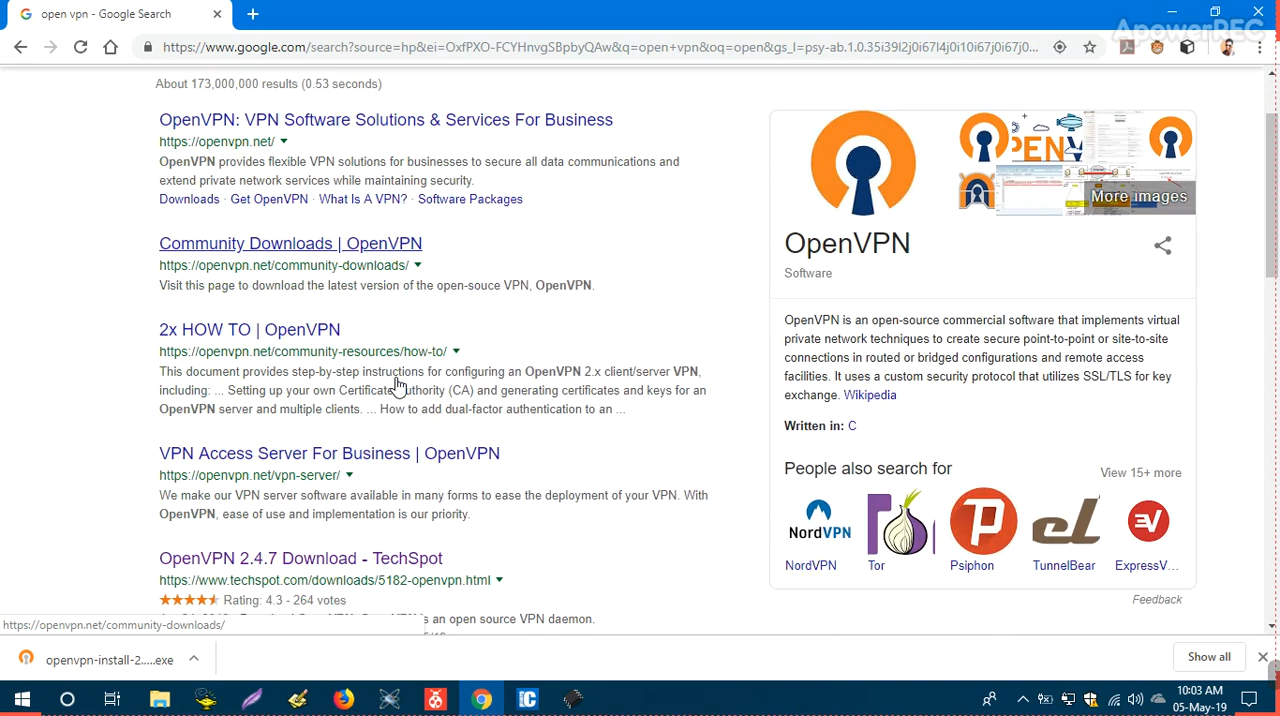 open vpn - Google Search
ApowerREC
https://www.google.com/search?source=hp&ei=OxfPXO-FCYHnvgSBpbyQAw&q=open+vpn&oq=open&gs_l=psy-ab.1.0.35i39l2j0i67l4j0i10i67j0i67j0...
About 173,000,000 results (0.53 seconds)
OpenVPN: VPN Software Solutions & Services For Business
https://openvpn.net/
OpenVPN provides flexible VPN solutions for businesses to secure all data communications and
extend private network services while maintaining security.
Downloads · Get OpenVPN · What Is A VPN? · Software Packages
Community Downloads | OpenVPN
https://openvpn.net/community-downloads/
Visit this page to download the latest version of the open-souce VPN, OpenVPN.
2x HOW TO | OpenVPN
https://openvpn.net/community-resources/how-to/
This document provides step-by-step instructions for configuring an OpenVPN 2.x client/server VPN,
including: ... Setting up your own Certificate Authority (CA) and generating certificates and keys for an
OpenVPN server and multiple clients. ... How to add dual-factor authentication to an ...
VPN Access Server For Business | OpenVPN
https://openvpn.net/vpn-server/
We make our VPN server software available in many forms to ease the deployment of your VPN. With
OpenVPN, ease of use and implementation is our priority.
OpenVPN 2.4.7 Download - TechSpot
https://www.techspot.com/downloads/5182-openvpn.html
Rating: 4.3 - 264 votes
s an open source VPN daemon.
https://openvpn.net/community-downloads/
More images
OpenVPN
Software
OpenVPN is an open-source commercial software that implements virtual
private network techniques to create secure point-to-point or site-to-site
connections in routed or bridged configurations and remote access
facilities. It uses a custom security protocol that utilizes SSL/TLS for key
exchange. Wikipedia
Written in: C
People also search for
View 15+ more
NordVPN
NordVPN
Tor
Psiphon
TunnelBear
ExpressV...
Feedback
openvpn-install-2.....exe
Show all
10:03 AM
05-May-19